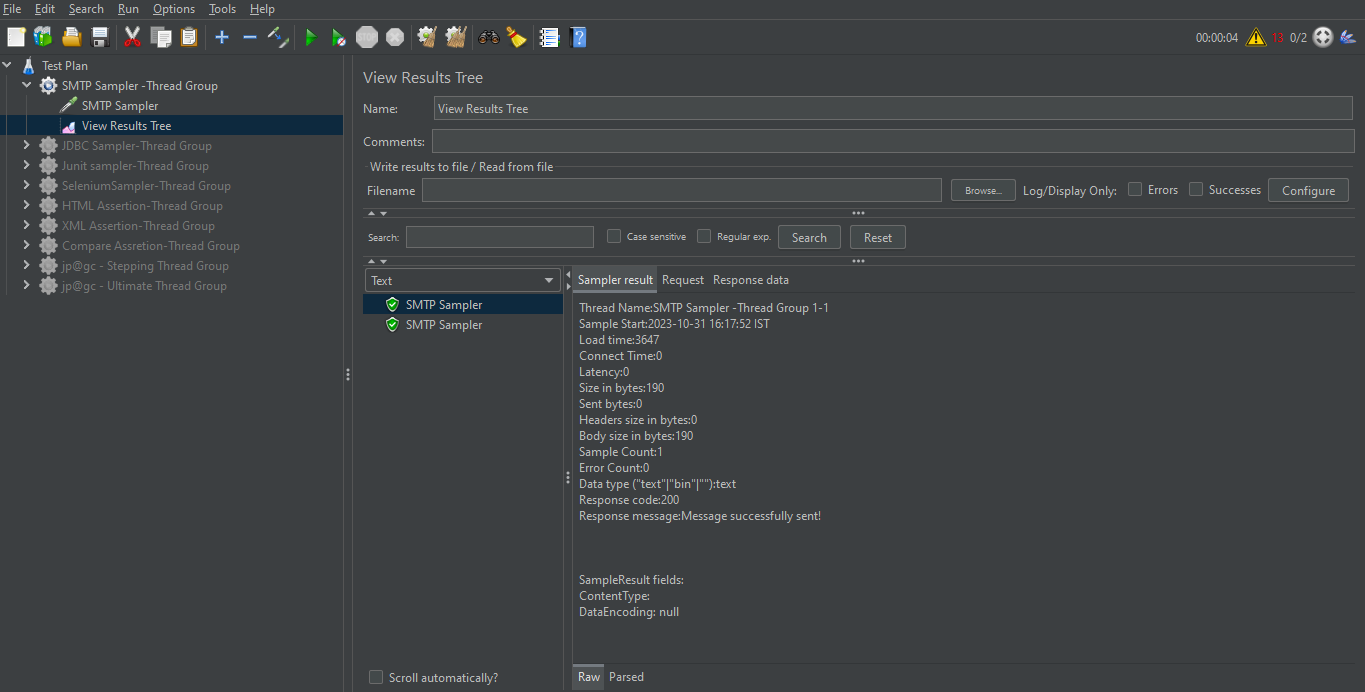 File Edit Search Run Options Tools Help
STOP 00:00:04 13 0/2
Test Plan
SMTP Sampler -Thread Group
SMTP Sampler
View Results Tree
JDBC Sampler-Thread Group
Junit sampler-Thread Group
SeleniumSampler-Thread Group
HTML Assertion-Thread Group
XML Assertion-Thread Group
Compare Assretion-Thread Group
jp@gc - Stepping Thread Group
jp@gc - Ultimate Thread Group
View Results Tree
Name: View Results Tree
Comments:
Write results to file / Read from file
Filename Browse... Log/Display Only: Errors Successes Configure
Search: Case sensitive Regular exp. Search Reset
Text
SMTP Sampler
SMTP Sampler
Scroll automatically?
Sampler result Request Response data
Thread Name:SMTP Sampler -Thread Group 1-1
Sample Start:2023-10-31 16:17:52 IST
Load time:3647
Connect Time:0
Latency:0
Size in bytes:190
Sent bytes:0
Headers size in bytes:0
Body size in bytes:190
Sample Count:1
Error Count:0
Data type ("text"|"bin"|""):text
Response code:200
Response message:Message successfully sent!
SampleResult fields:
ContentType:
DataEncoding: null
Raw Parsed